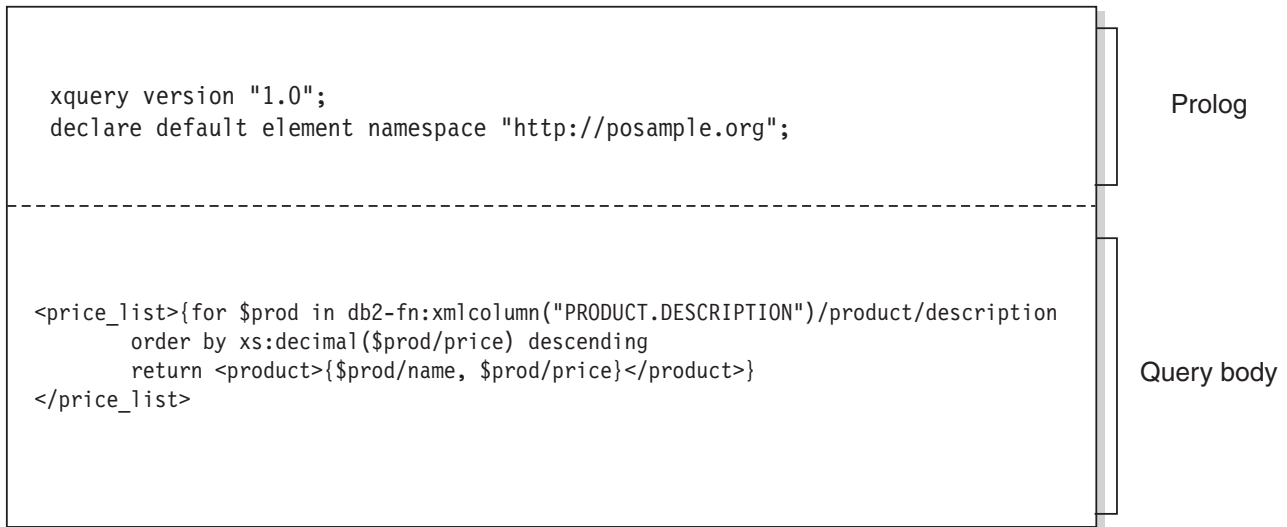 xquery version "1.0";
declare default element namespace "http://posample.org";
Prolog
<price_list>{for $prod in db2-fn:xmlcolumn("PRODUCT.DESCRIPTION")/product/description
order by xs:decimal($prod/price) descending
return <product>{$prod/name, $prod/price}</product>}
</price_list>
Query body